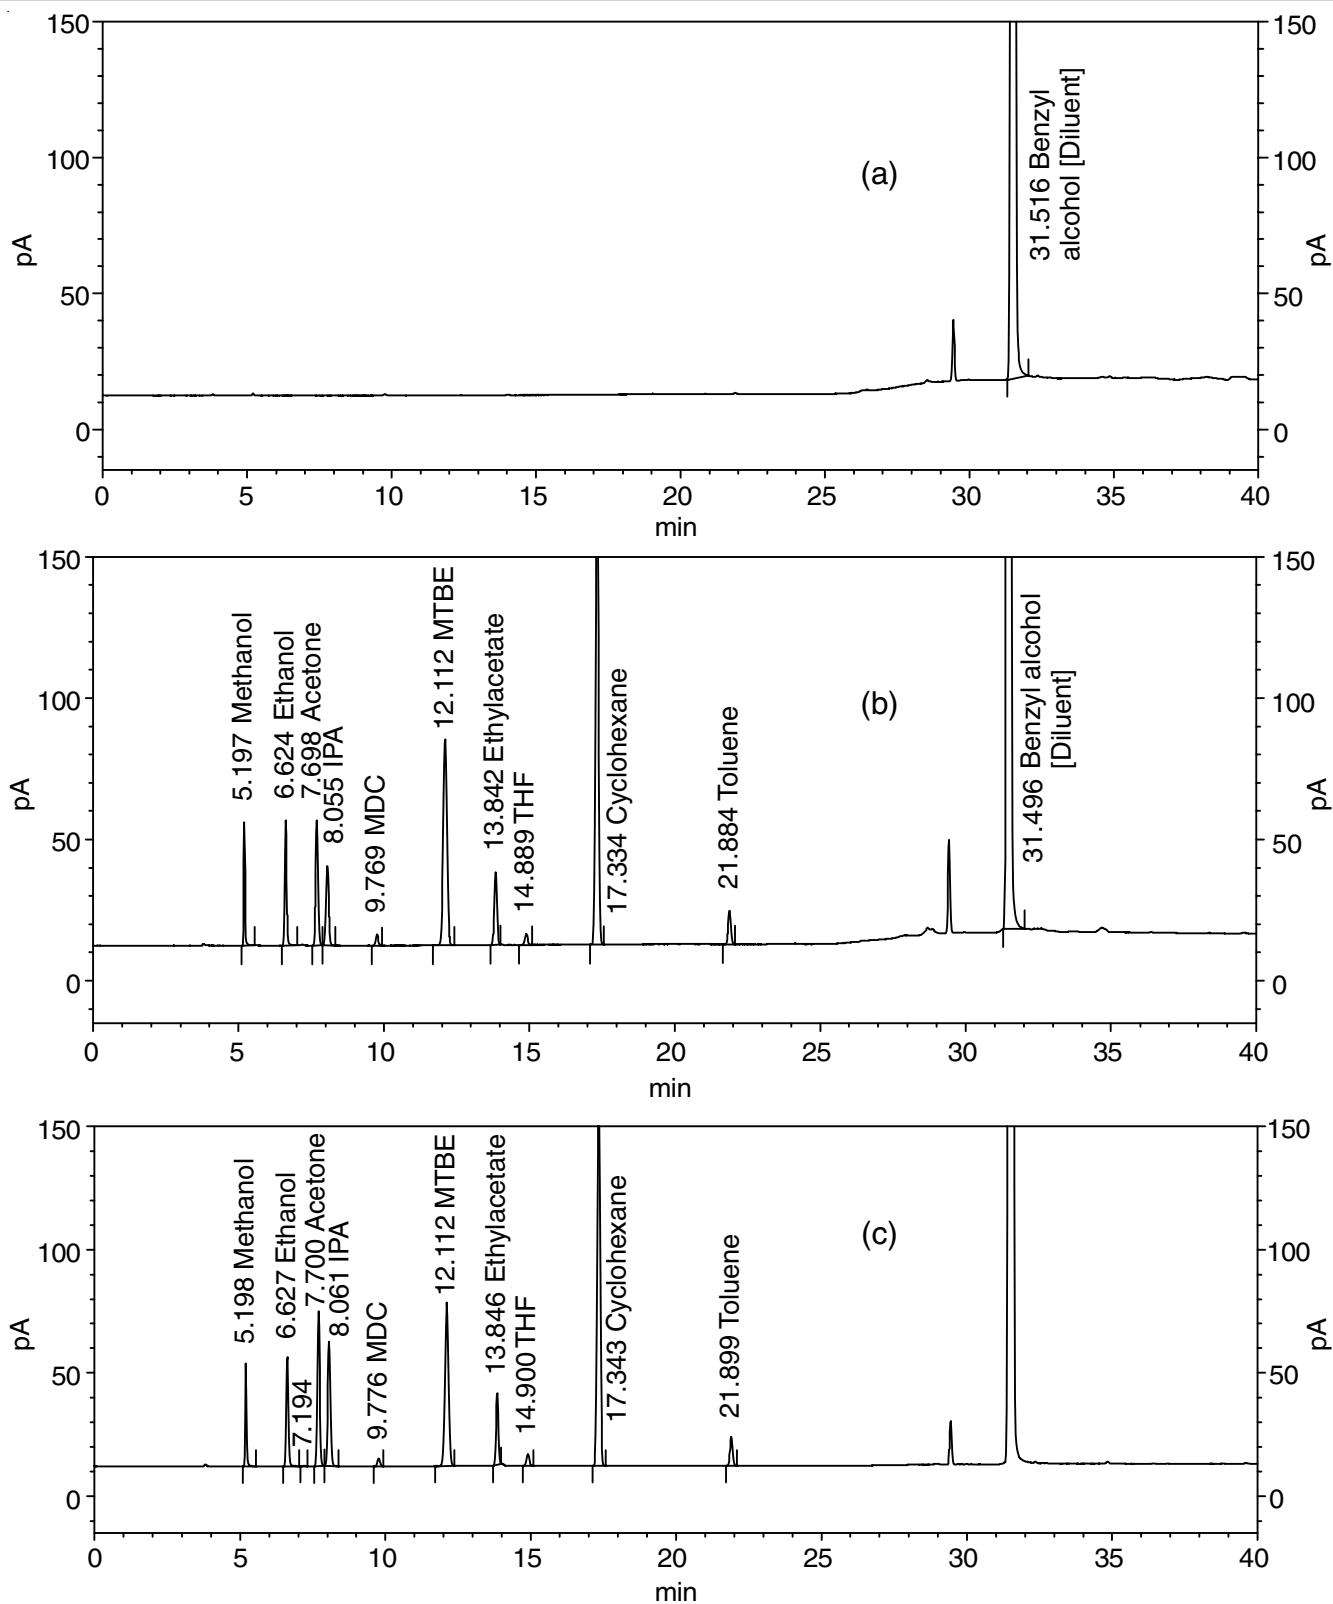 150
100
50
0
pA
(a)
31.516 Benzyl
alcohol [Diluent]
150
100
50
0
pA
0 5 10 15 20 25 30 35 40
min
150
100
50
0
pA
5.197 Methanol
6.624 Ethanol
7.698 Acetone
8.055 IPA
9.769 MDC
12.112 MTBE
13.842 Ethylacetate
14.889 THF
17.334 Cyclohexane
21.884 Toluene
(b)
31.496 Benzyl alcohol
[Diluent]
150
100
50
0
pA
0 5 10 15 20 25 30 35 40
min
150
100
50
0
pA
5.198 Methanol
6.627 Ethanol
7.194
7.700 Acetone
8.061 IPA
9.776 MDC
12.112 MTBE
13.846 Ethylacetate
14.900 THF
17.343 Cyclohexane
21.899 Toluene
(c)
150
100
50
0
pA
0 5 10 15 20 25 30 35 40
min